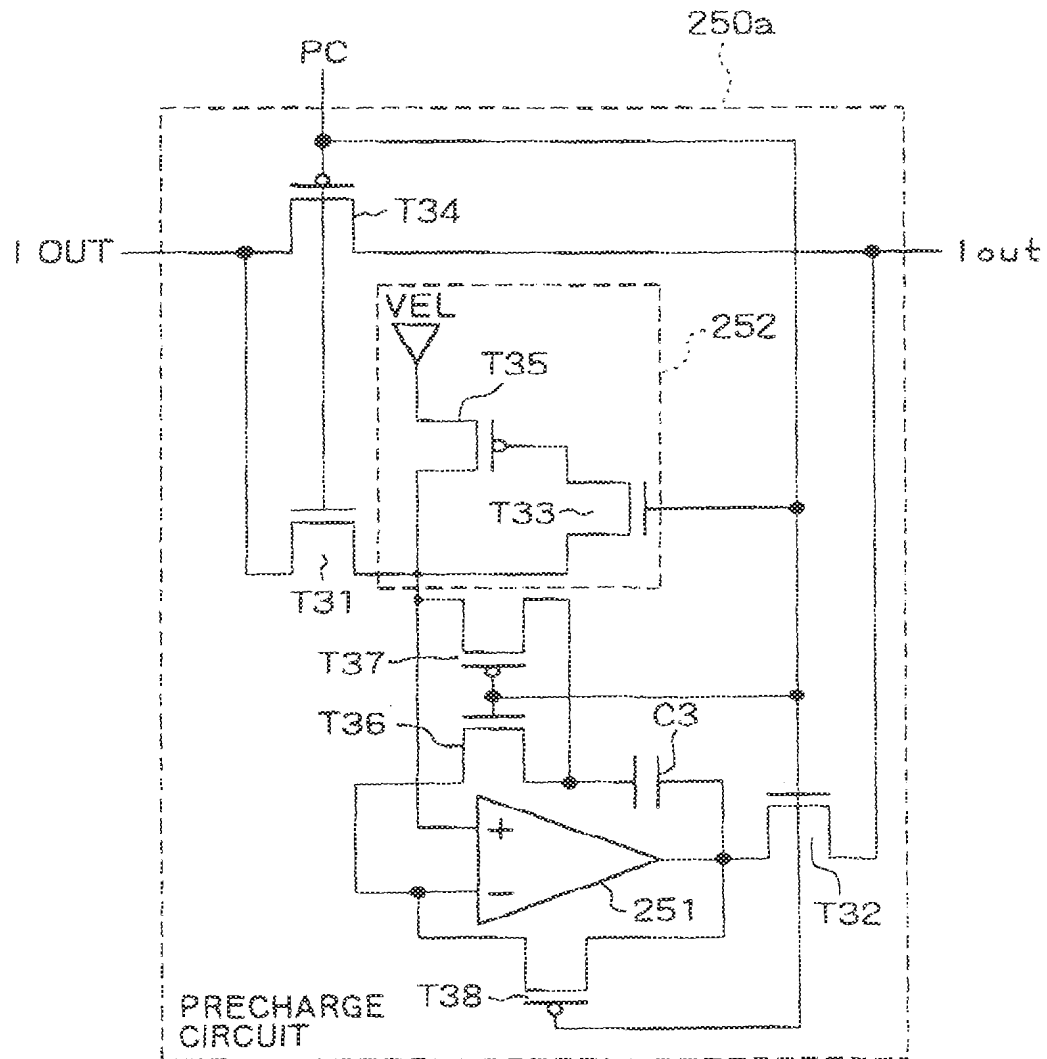 250a
PC
T34
I OUT
Iout
VEL
252
T35
T33
T31
T37
T36
C3
+
−
251
T32
T38
PRECHARGE
CIRCUIT